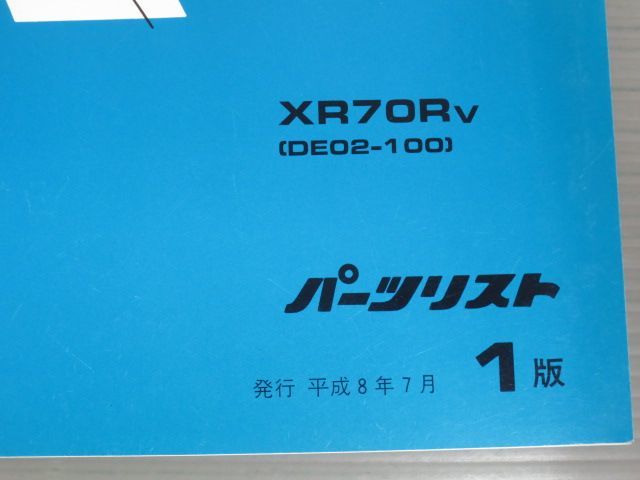 XR70RV
(DE02-100)
パーツリスト
発行 平成8年7月 1版